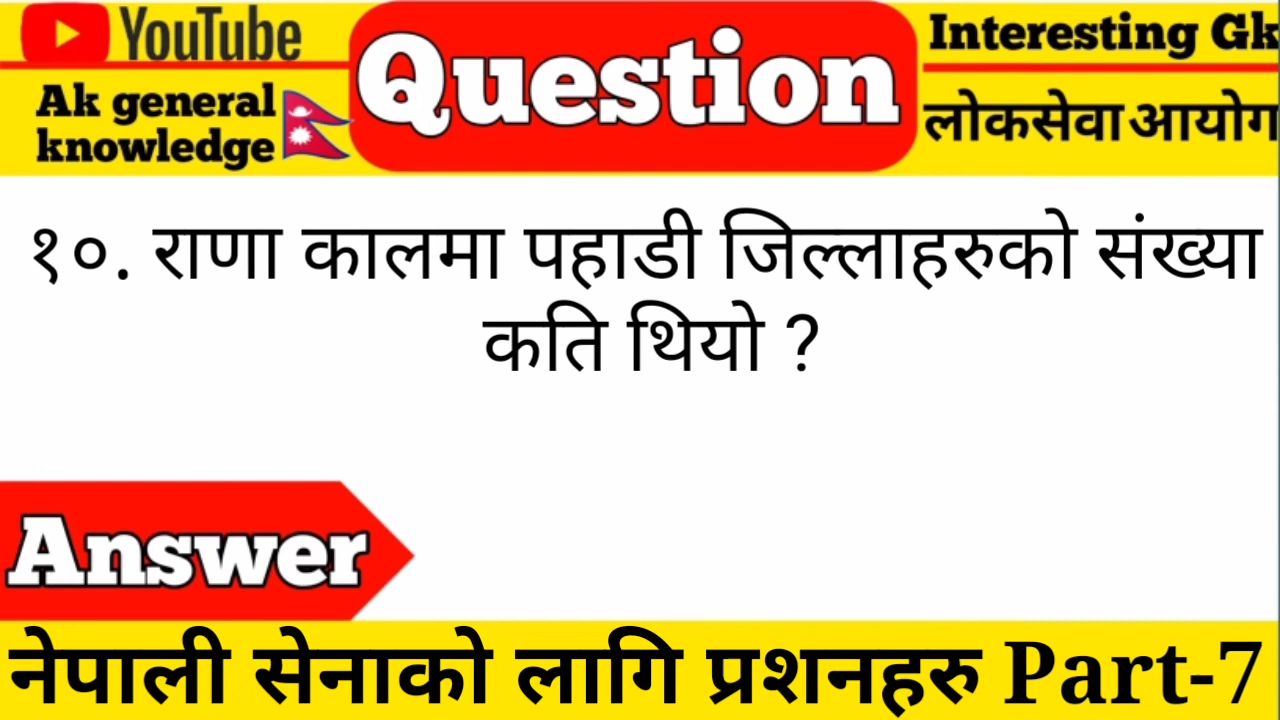 YouTube
Ak general
knowledge
Question
Interesting Gk
लोकसेवा आयोग
१०. राणा कालमा पहाडी जिल्लाहरुको संख्या
कति थियो ?
Answer
नेपाली सेनाको लागि प्रशनहरु Part-7